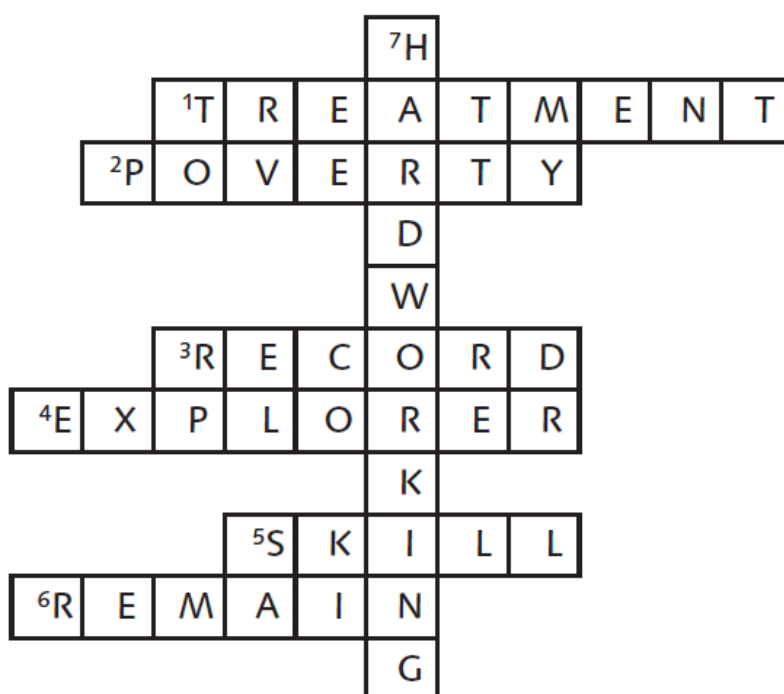 ⁷H
¹T R E A T M E N T
²P O V E R T Y
D
W
³R E C O R D
⁴E X P L O R E R
K
⁵S K I L L
⁶R E M A I N
G